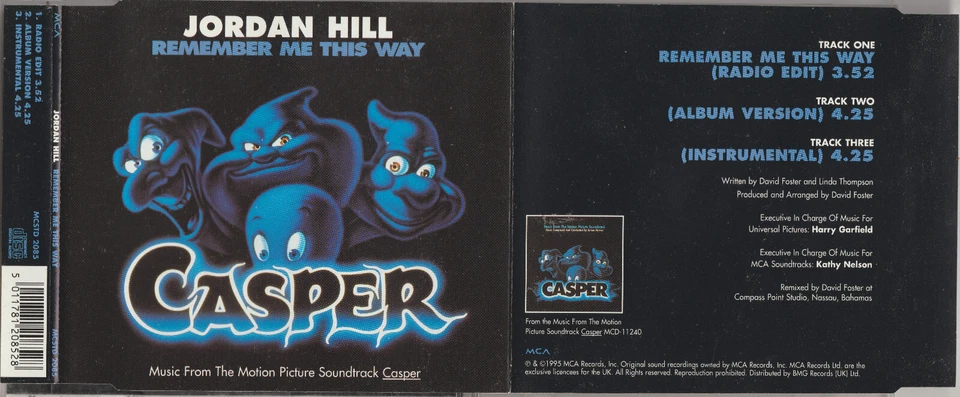 1. RADIO EDIT 3.52
2. ALBUM VERSION 4.25
3. INSTRUMENTAL 4.25
MCA
JORDAN HILL REMEMBER ME THIS WAY
MCSTD 2085
disc
5 011781 208528
MCSTD 2085
JORDAN HILL
REMEMBER ME THIS WAY
CASPER
Music From The Motion Picture Soundtrack Casper
TRACK ONE
REMEMBER ME THIS WAY
(RADIO EDIT) 3.52
TRACK TWO
(ALBUM VERSION) 4.25
TRACK THREE
(INSTRUMENTAL) 4.25
Written by David Foster and Linda Thompson
Produced and Arranged by David Foster
Executive In Charge Of Music For
Universal Pictures: Harry Garfield
Executive In Charge Of Music For
MCA Soundtracks: Kathy Nelson
Remixed by David Foster at
Compass Point Studio, Nassau, Bahamas
CASPER
From the Music From The Motion
Picture Soundtrack Casper MCD-11240
MCA
℗ & ©1995 MCA Records, Inc. Original sound recordings owned by MCA Records, Inc. MCA Records Ltd. are the
exclusive licencees for the UK. All Rights reserved. Reproduction prohibited. Distributed by BMG Records (UK) Ltd.